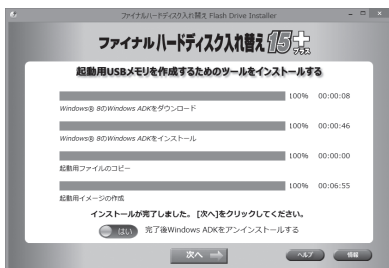 ファイナルハードディスク入れ替え Flash Drive Installer
ファイナルハードディスク入れ替え 15+ プラス
起動用USBメモリを作成するためのツールをインストールする
100% 00:00:08
Windows® 8のWindows ADKをダウンロード
100% 00:00:46
Windows® 8のWindows ADKをインストール
100% 00:00:00
起動用ファイルのコピー
100% 00:06:55
起動用イメージの作成
インストールが完了しました。[次へ]をクリックしてください。
はい 完了後Windows ADKをアンインストールする
次へ ヘルプ 情報